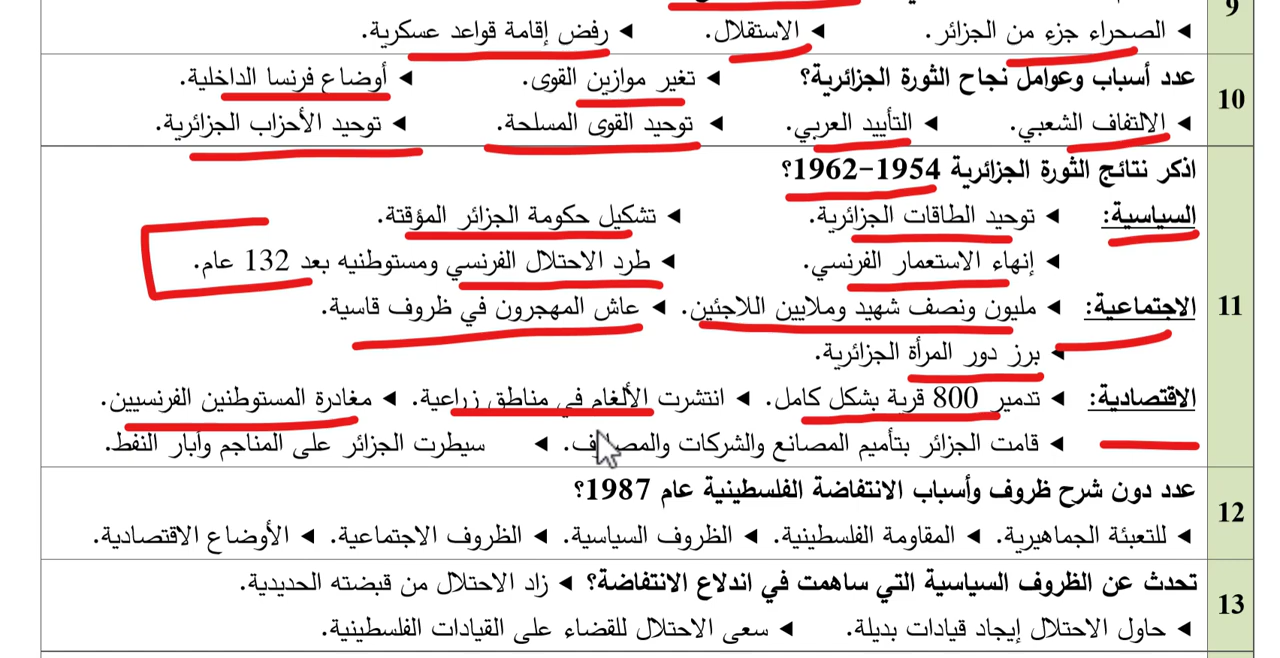 9
◄ الصحراء جزء من الجزائر. ◄ الاستقلال. ◄ رفض إقامة قواعد عسكرية.
10
عدد أسباب وعوامل نجاح الثورة الجزائرية؟ ◄ تغير موازين القوى. ◄ أوضاع فرنسا الداخلية.
◄ الالتفاف الشعبي. ◄ التأييد العربي. ◄ توحيد القوى المسلحة. ◄ توحيد الأحزاب الجزائرية.
11
اذكر نتائج الثورة الجزائرية 1954-1962؟
السياسية: ◄ توحيد الطاقات الجزائرية. ◄ تشكيل حكومة الجزائر المؤقتة.
◄ إنهاء الاستعمار الفرنسي. ◄ طرد الاحتلال الفرنسي ومستوطنيه بعد 132 عام.
الاجتماعية: ◄ مليون ونصف شهيد وملايين اللاجئين. ◄ عاش المهجرون في ظروف قاسية.
◄ برز دور المرأة الجزائرية.
الاقتصادية: ◄ تدمير 800 قرية بشكل كامل. ◄ انتشرت الألغام في مناطق زراعية. ◄ مغادرة المستوطنين الفرنسيين.
◄ قامت الجزائر بتأميم المصانع والشركات والمصارف. ◄ سيطرت الجزائر على المناجم وآبار النفط.
12
عدد دون شرح ظروف وأسباب الانتفاضة الفلسطينية عام 1987؟
◄ للتعبئة الجماهيرية. ◄ المقاومة الفلسطينية. ◄ الظروف السياسية. ◄ الظروف الاجتماعية. ◄ الأوضاع الاقتصادية.
13
تحدث عن الظروف السياسية التي ساهمت في اندلاع الانتفاضة؟ ◄ زاد الاحتلال من قبضته الحديدية.
◄ حاول الاحتلال إيجاد قيادات بديلة. ◄ سعى الاحتلال للقضاء على القيادات الفلسطينية.